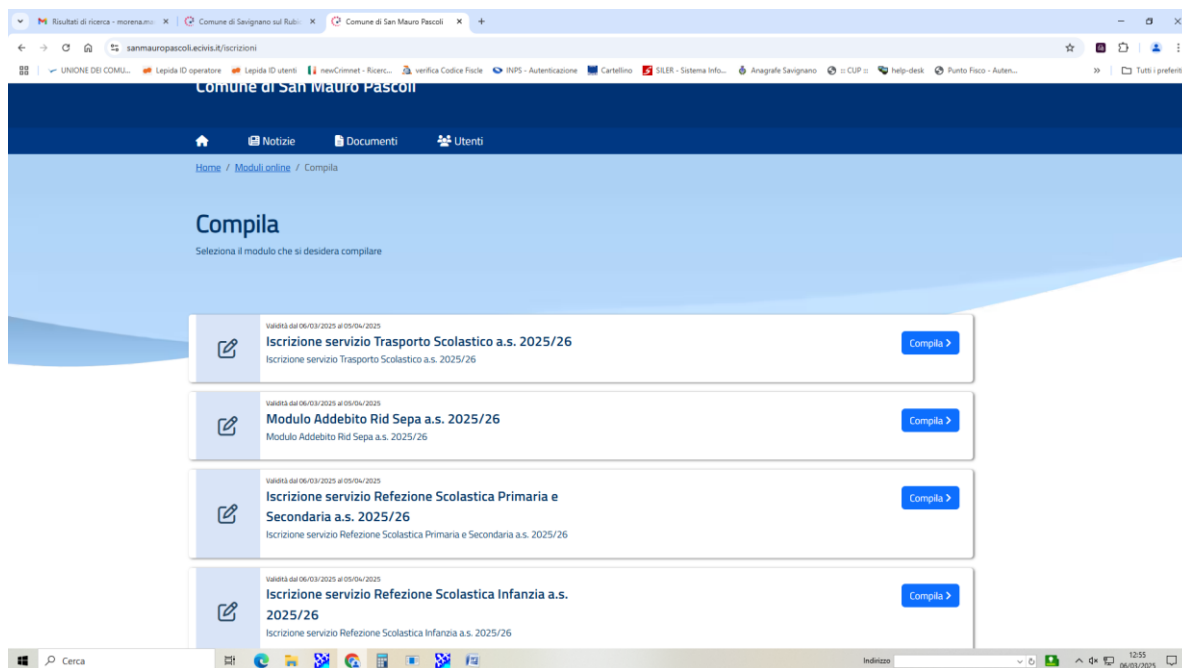 Risultati di ricerca - morena.mo
Comune di Savignano sul Rubi
Comune di San Mauro Pascoli
sanmauropascoli.ecivis.it/iscrizioni
UNIONE DEI COMU...
Lepida ID operatore
Lepida ID utenti
newCrimnet - Ricerc...
verifica Codice Fiscle
INPS - Autenticazione
Cartellino
SILER - Sistema Info...
Anagrafe Savignano
:: CUP ::
help-desk
Punto Fisco - Auten...
»
Tutti i preferiti
Comune di San Mauro Pascoli
Notizie
Documenti
Utenti
Home / Moduli online / Compila
Compila
Seleziona il modulo che si desidera compilare
Validità dal 06/03/2025 al 05/04/2025
Iscrizione servizio Trasporto Scolastico a.s. 2025/26
Iscrizione servizio Trasporto Scolastico a.s. 2025/26
Compila >
Validità dal 06/03/2025 al 05/04/2025
Modulo Addebito Rid Sepa a.s. 2025/26
Modulo Addebito Rid Sepa a.s. 2025/26
Compila >
Validità dal 06/03/2025 al 05/04/2025
Iscrizione servizio Refezione Scolastica Primaria e
Secondaria a.s. 2025/26
Iscrizione servizio Refezione Scolastica Primaria e Secondaria a.s. 2025/26
Compila >
Validità dal 06/03/2025 al 05/04/2025
Iscrizione servizio Refezione Scolastica Infanzia a.s.
2025/26
Iscrizione servizio Refezione Scolastica Infanzia a.s. 2025/26
Compila >
Cerca
Indirizzo
12:55
06/03/2025